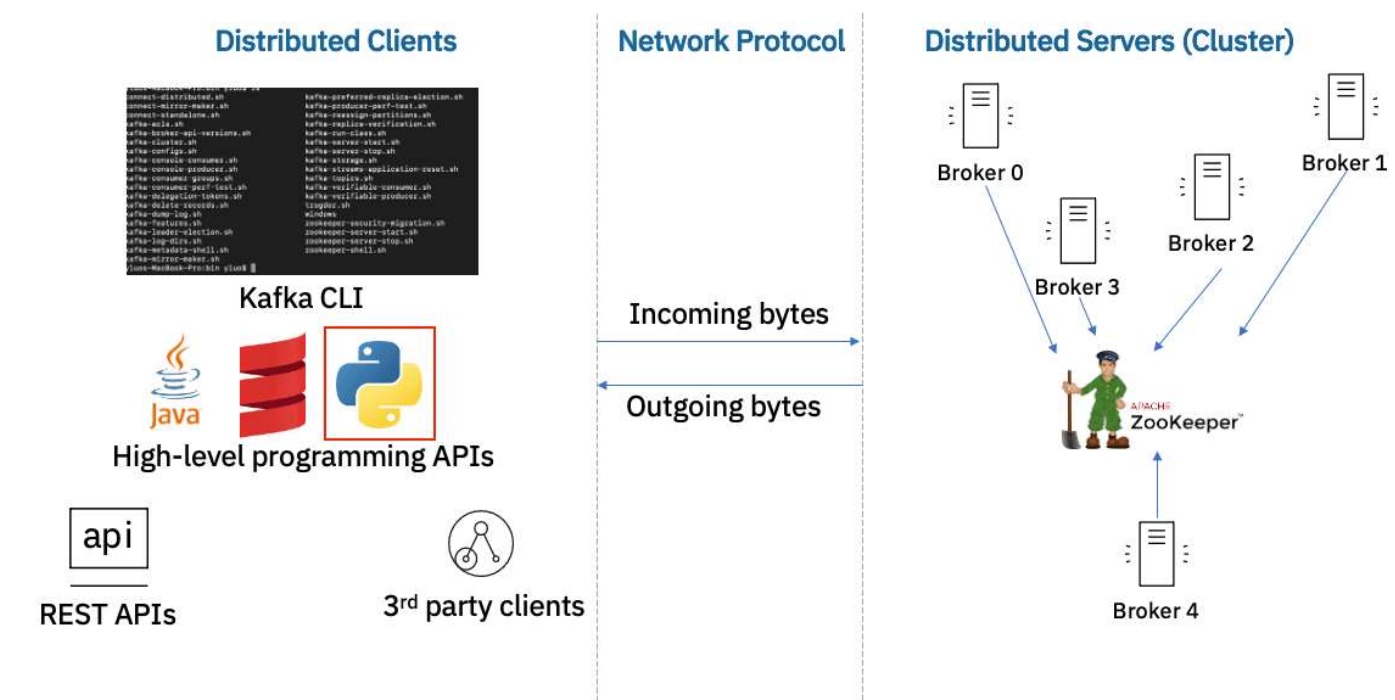 Distributed Clients
Network Protocol
Distributed Servers (Cluster)
connect-distributed.sh
connect-mirror-maker.sh
connect-standalone.sh
kafka-acls.sh
kafka-broker-api-versions.sh
kafka-cluster.sh
kafka-configs.sh
kafka-console-consumer.sh
kafka-console-producer.sh
kafka-consumer-groups.sh
kafka-consumer-perf-test.sh
kafka-delegation-tokens.sh
kafka-delete-records.sh
kafka-dump-log.sh
kafka-features.sh
kafka-leader-election.sh
kafka-log-dirs.sh
kafka-metadata-shell.sh
kafka-mirror-maker.sh
kafka-preferred-replica-election.sh
kafka-producer-perf-test.sh
kafka-reassign-partitions.sh
kafka-replica-verification.sh
kafka-run-class.sh
kafka-server-start.sh
kafka-server-stop.sh
kafka-storage.sh
kafka-streams-application-reset.sh
kafka-topics.sh
kafka-verifiable-consumer.sh
kafka-verifiable-producer.sh
trogdor.sh
windows
zookeeper-security-migration.sh
zookeeper-server-start.sh
zookeeper-server-stop.sh
zookeeper-shell.sh
Kafka CLI
Java
High-level programming APIs
api
REST APIs
3rd party clients
Incoming bytes
Outgoing bytes
Broker 0
Broker 1
Broker 2
Broker 3
APACHE
ZooKeeper™
Broker 4